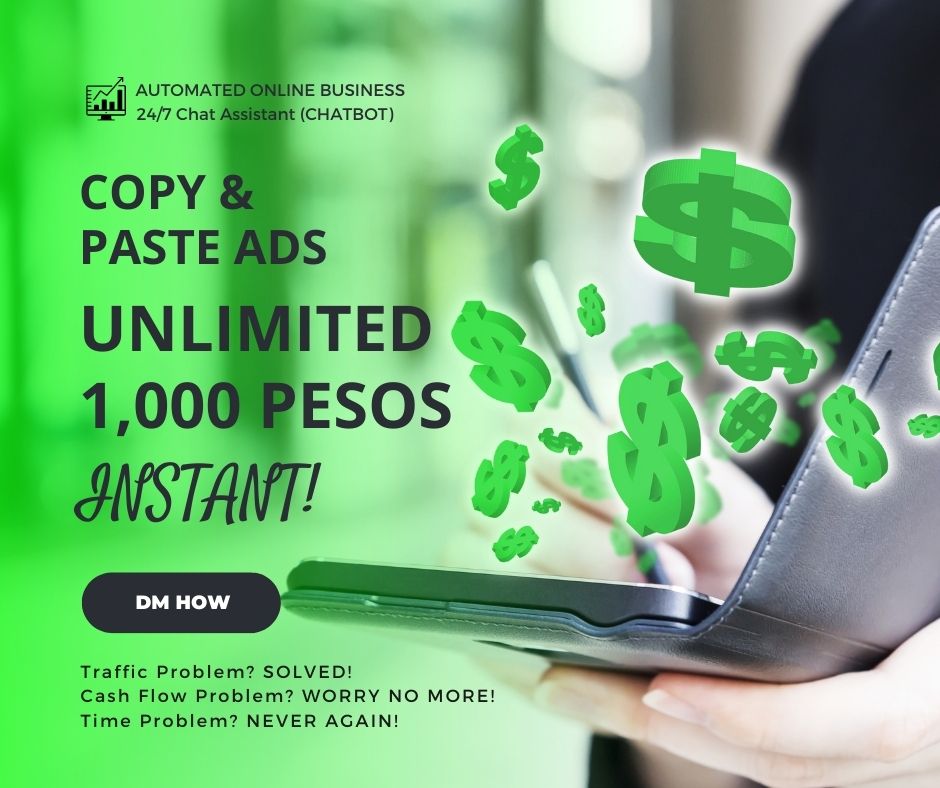 AUTOMATED ONLINE BUSINESS
24/7 Chat Assistant (CHATBOT)
COPY &
PASTE ADS
UNLIMITED
1,000 PESOS
INSTANT!
DM HOW
Traffic Problem? SOLVED!
Cash Flow Problem? WORRY NO MORE!
Time Problem? NEVER AGAIN!